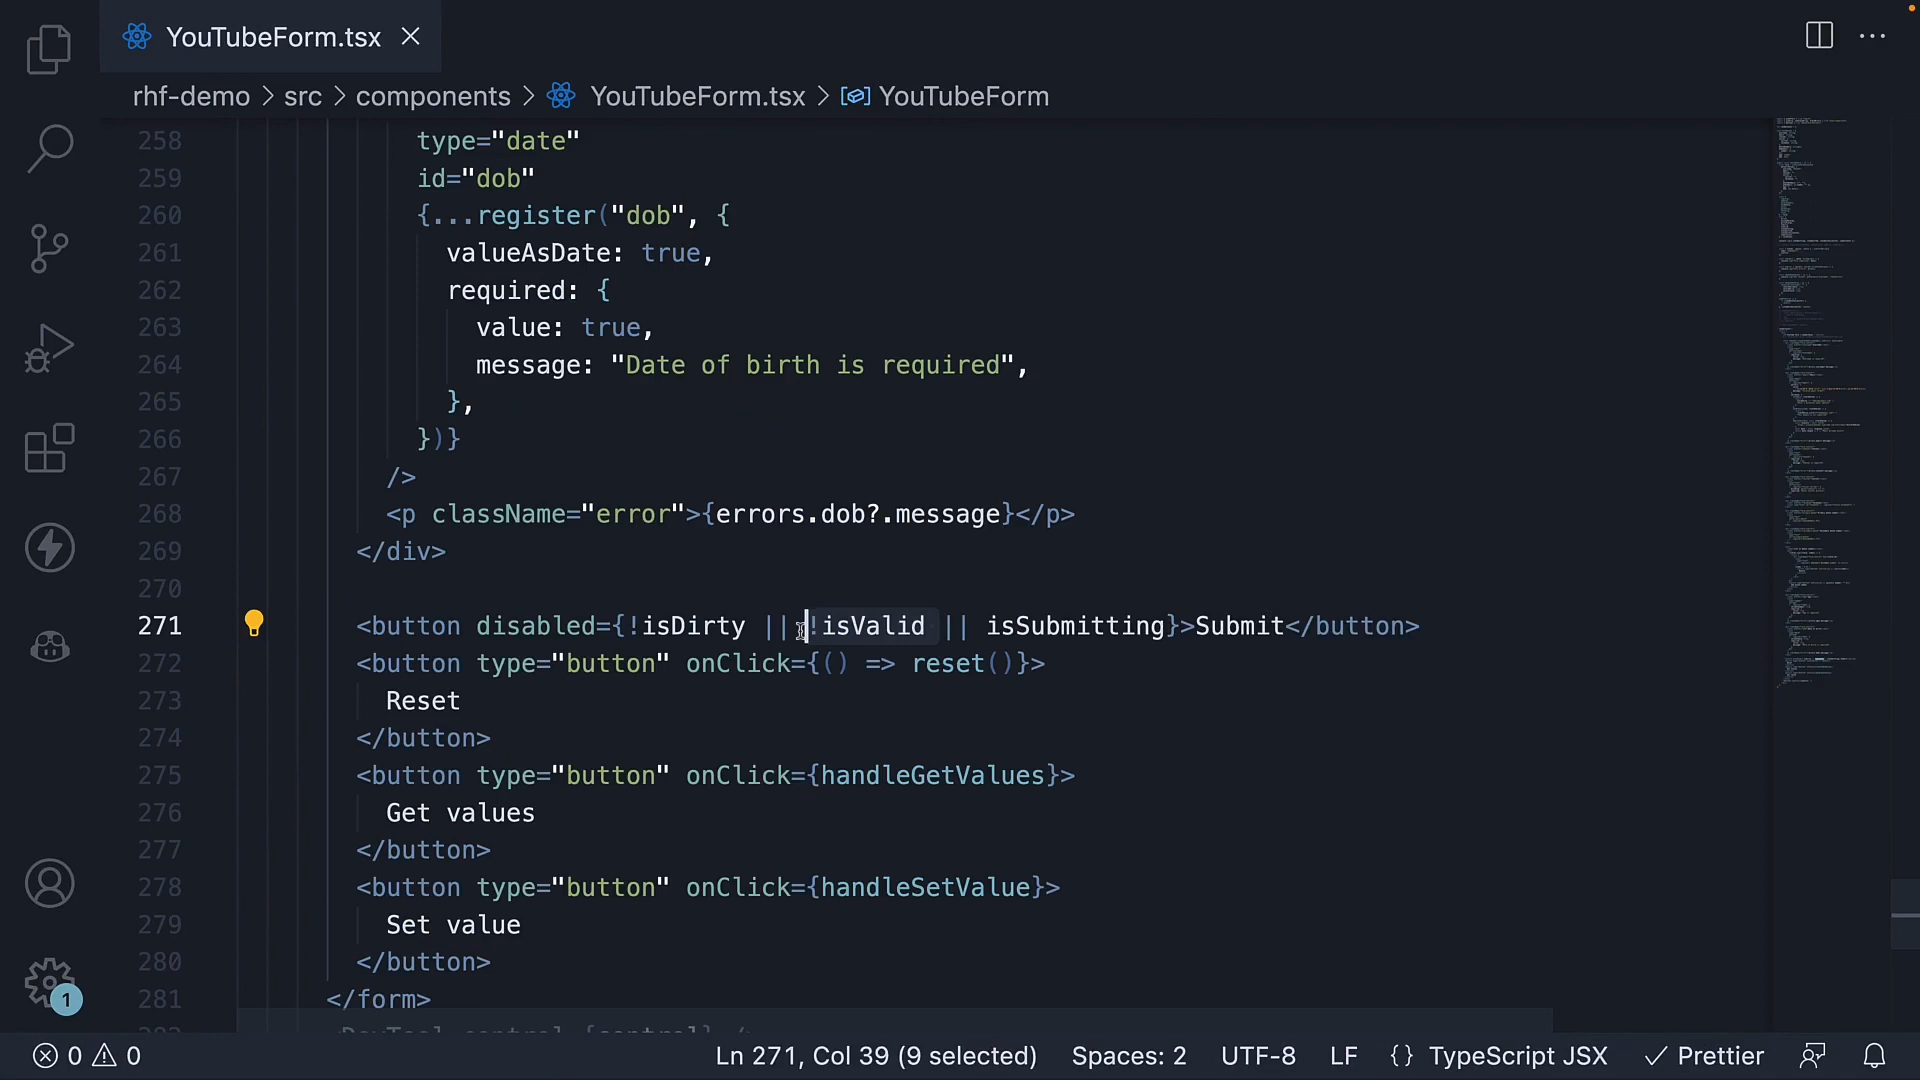 YouTubeForm.tsx
rhf-demo > src > components > YouTubeForm.tsx > YouTubeForm
258 type="date"
259 id="dob"
260 {...register("dob", {
261 valueAsDate: true,
262 required: {
263 value: true,
264 message: "Date of birth is required",
265 },
266 })}
267 />
268 <p className="error">{errors.dob?.message}</p>
269 </div>
270
271 <button disabled={!isDirty || !isValid || isSubmitting}>Submit</button>
272 <button type="button" onClick={() => reset()}>
273 Reset
274 </button>
275 <button type="button" onClick={handleGetValues}>
276 Get values
277 </button>
278 <button type="button" onClick={handleSetValue}>
279 Set value
280 </button>
281 </form>
1
0 0 Ln 271, Col 39 (9 selected) Spaces: 2 UTF-8 LF {} TypeScript JSX Prettier